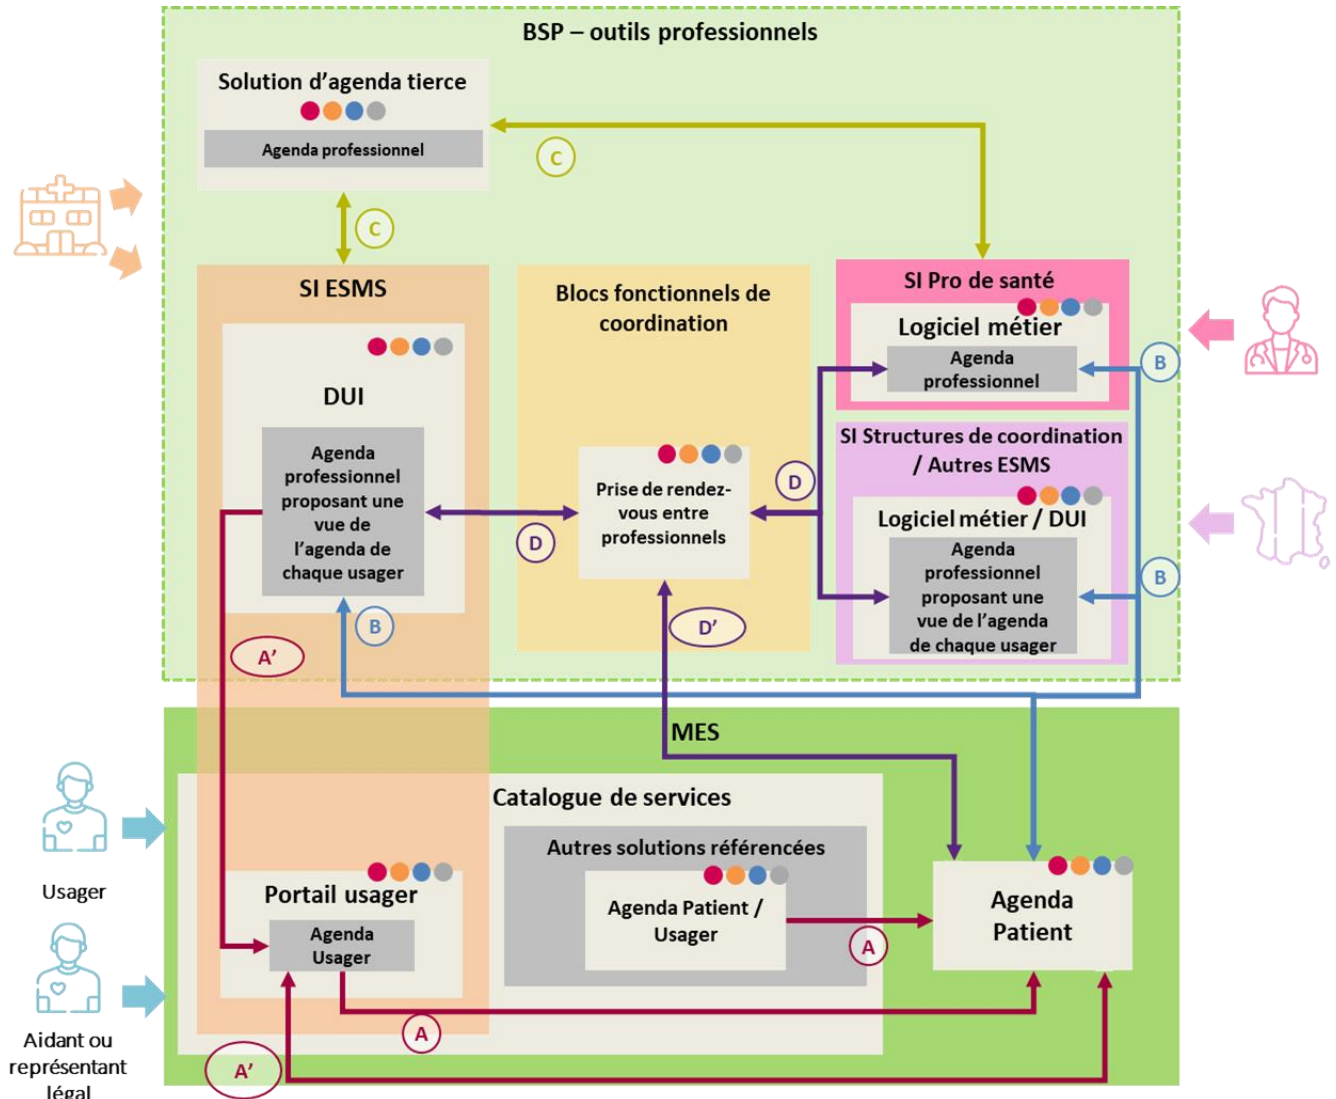 BSP – outils professionnels
Solution d’agenda tierce
Agenda professionnel
C
C
SI ESMS
DUI
Agenda
professionnel
proposant une
vue de
l’agenda de
chaque usager
Blocs fonctionnels de
coordination
Prise de rendez-
vous entre
professionnels
D
D
D’
SI Pro de santé
Logiciel métier
Agenda
professionnel
B
SI Structures de coordination
/ Autres ESMS
Logiciel métier / DUI
Agenda
professionnel
proposant une
vue de l’agenda
de chaque usager
B
B
A’
MES
Catalogue de services
Autres solutions référencées
Agenda Patient /
Usager
A
Agenda
Patient
Portail usager
Agenda
Usager
A
A’
Usager
Aidant ou
représentant
légal